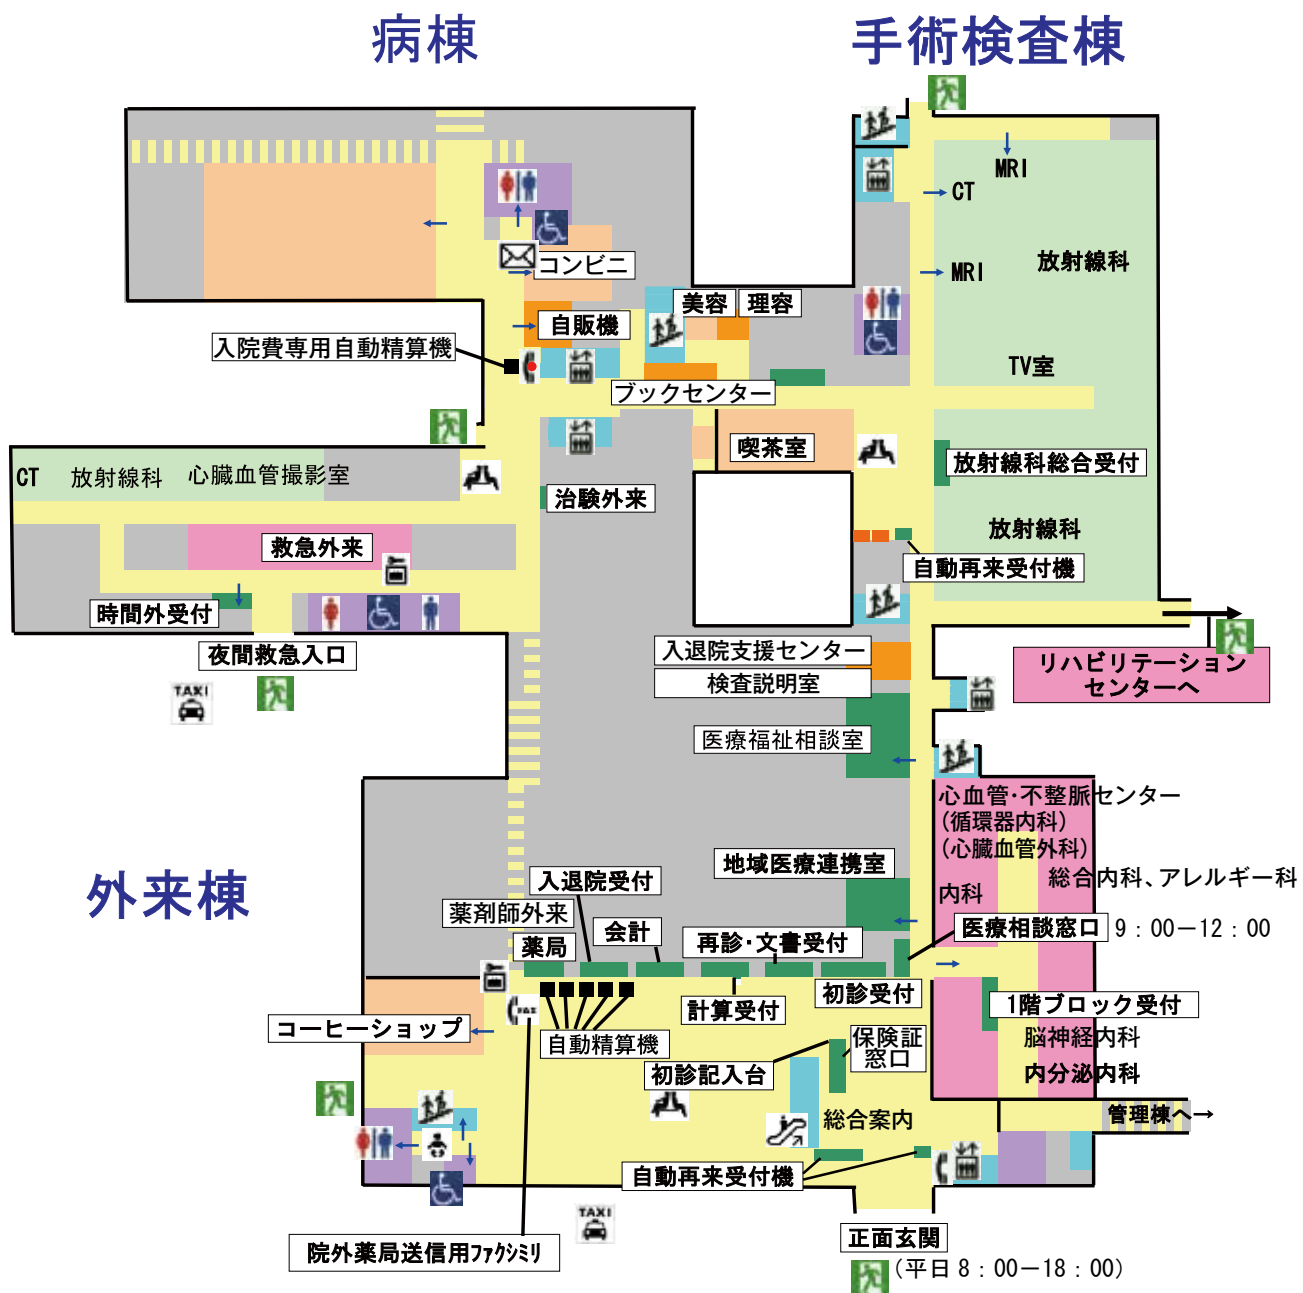 病棟
手術検査棟
MRI
CT
放射線科
MRI
コンビニ
美容
理容
自販機
入院費専用自動精算機
TV室
ブックセンター
喫茶室
放射線科総合受付
CT
放射線科
心臓血管撮影室
治験外来
放射線科
救急外来
自動再来受付機
時間外受付
夜間救急入口
入退院支援センター
リハビリテーション
センターへ
検査説明室
TAXI
医療福祉相談室
心血管・不整脈センター
(循環器内科)
(心臓血管外科)
外来棟
地域医療連携室
総合内科、アレルギー科
入退院受付
内科
薬剤師外来
会計
再診・文書受付
医療相談窓口
9：00－12：00
薬局
計算受付
初診受付
1階ブロック受付
FAX
コーヒーショップ
自動精算機
保険証
窓口
脳神経内科
初診記入台
内分泌内科
総合案内
管理棟へ→
自動再来受付機
TAXI
院外薬局送信用ﾌｧｸｼﾐﾘ
正面玄関
(平日8：00－18：00)